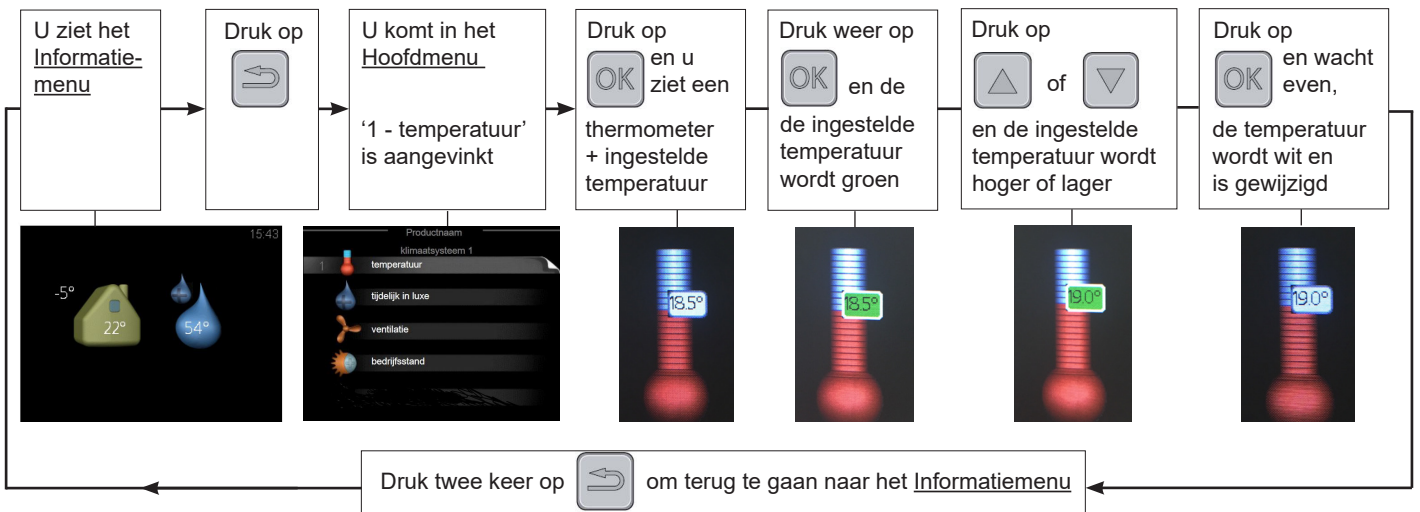 U ziet het
Informatie-
menu
Druk op
U komt in het
Hoofdmenu
‘1 - temperatuur’
is aangevinkt
Druk op
OK en u
ziet een
thermometer
+ ingestelde
temperatuur
Druk weer op
OK en de
de ingestelde
temperatuur
wordt groen
Druk op
of
en de ingestelde
temperatuur wordt
hoger of lager
Druk op
OK en wacht
even,
de temperatuur
wordt wit en
is gewijzigd
15:43
-5°
22°
54°
Productnaam
klimaatsysteem 1
1 temperatuur
tijdelijk in luxe
ventilatie
bedrijfsstand
18.5°
18.5°
19.0°
19.0°
Druk twee keer op om terug te gaan naar het Informatiemenu